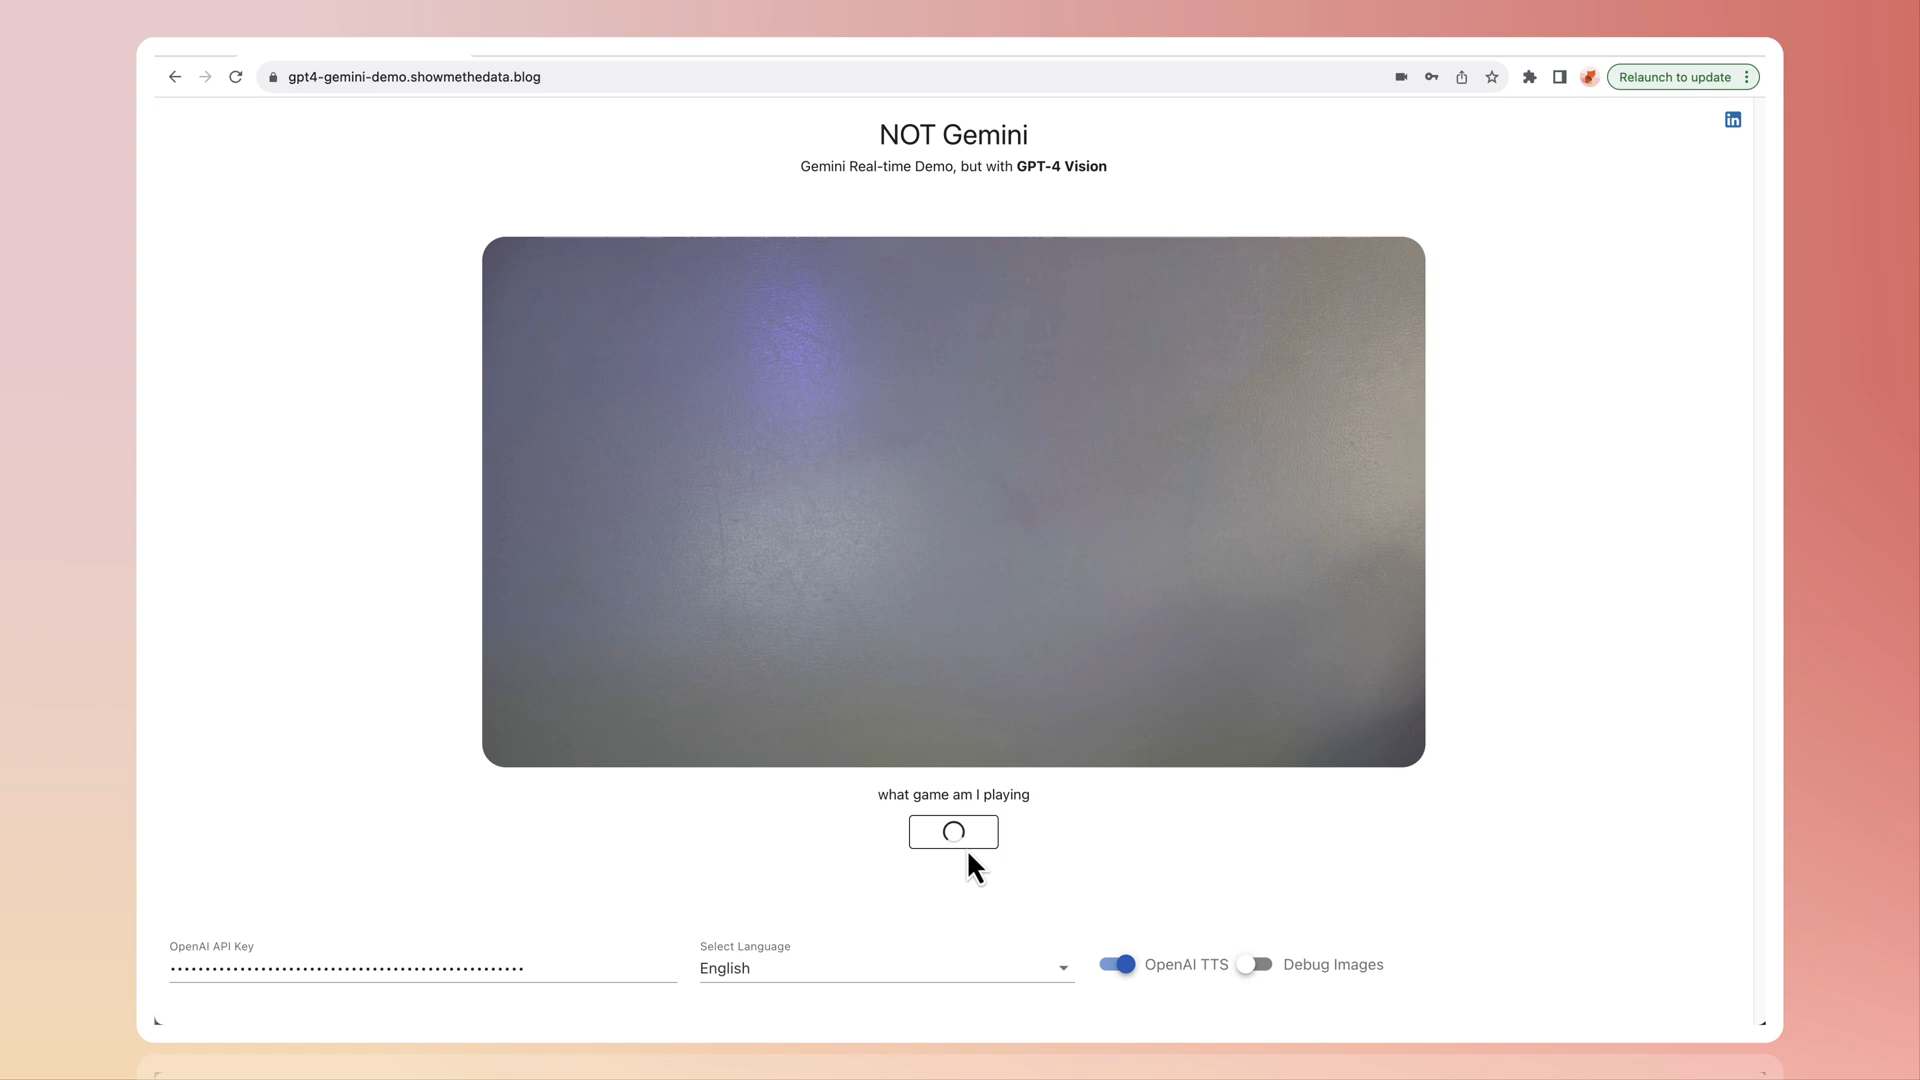 gpt4-gemini-demo.showmethedata.blog
Relaunch to update
in
NOT Gemini
Gemini Real-time Demo, but with GPT-4 Vision
what game am I playing
OpenAI API Key
Select Language
English
OpenAI TTS
Debug Images